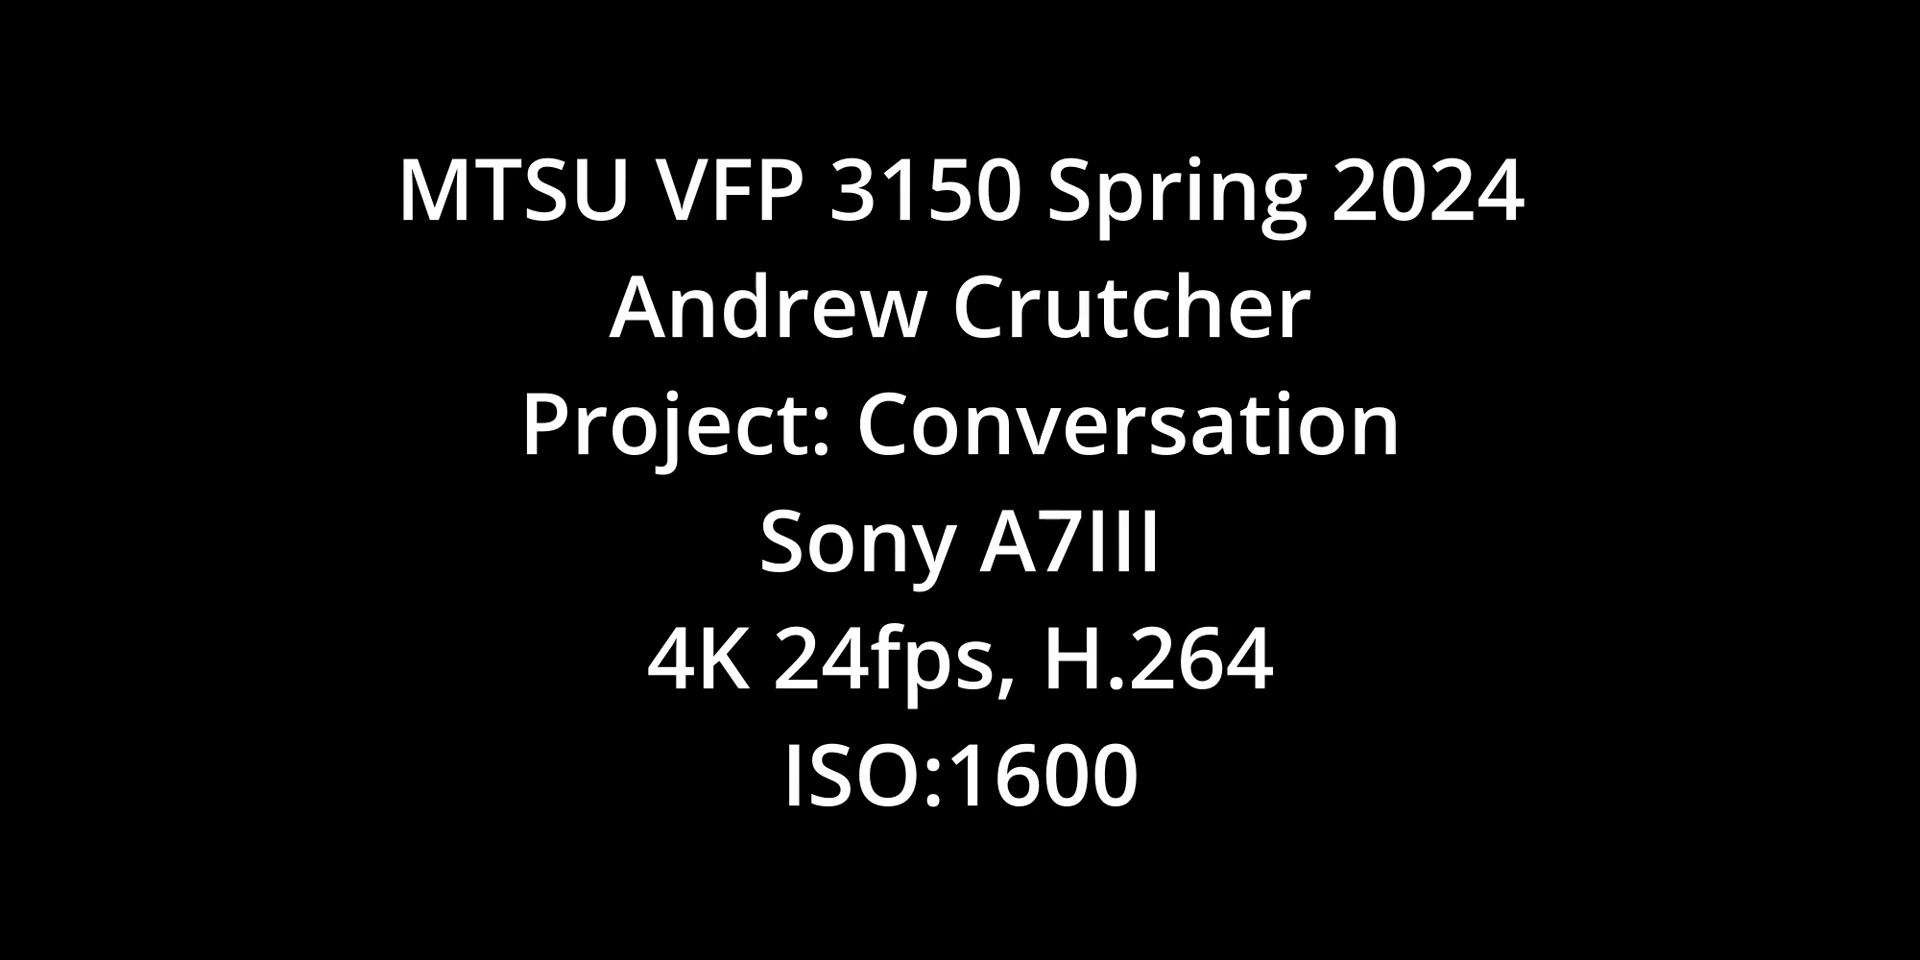 MTSU VFP 3150 Spring 2024
Andrew Crutcher
Project: Conversation
Sony A7III
4K 24fps, H.264
ISO:1600